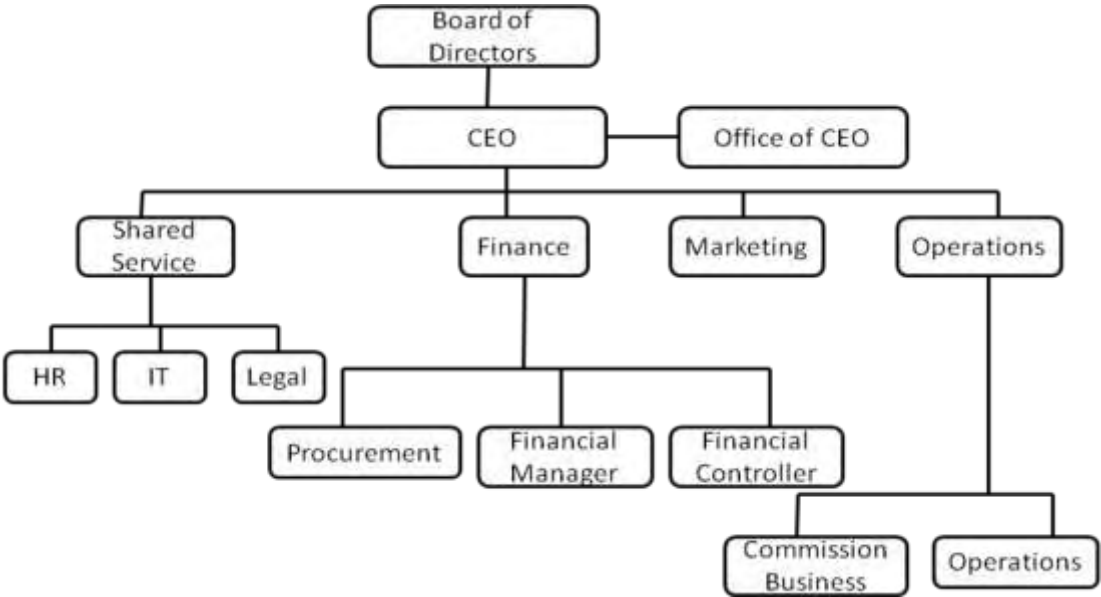 Board of
Directors
CEO
Office of CEO
Shared
Service
Finance
Marketing
Operations
HR
IT
Legal
Procurement
Financial
Manager
Financial
Controller
Commission
Business
Operations